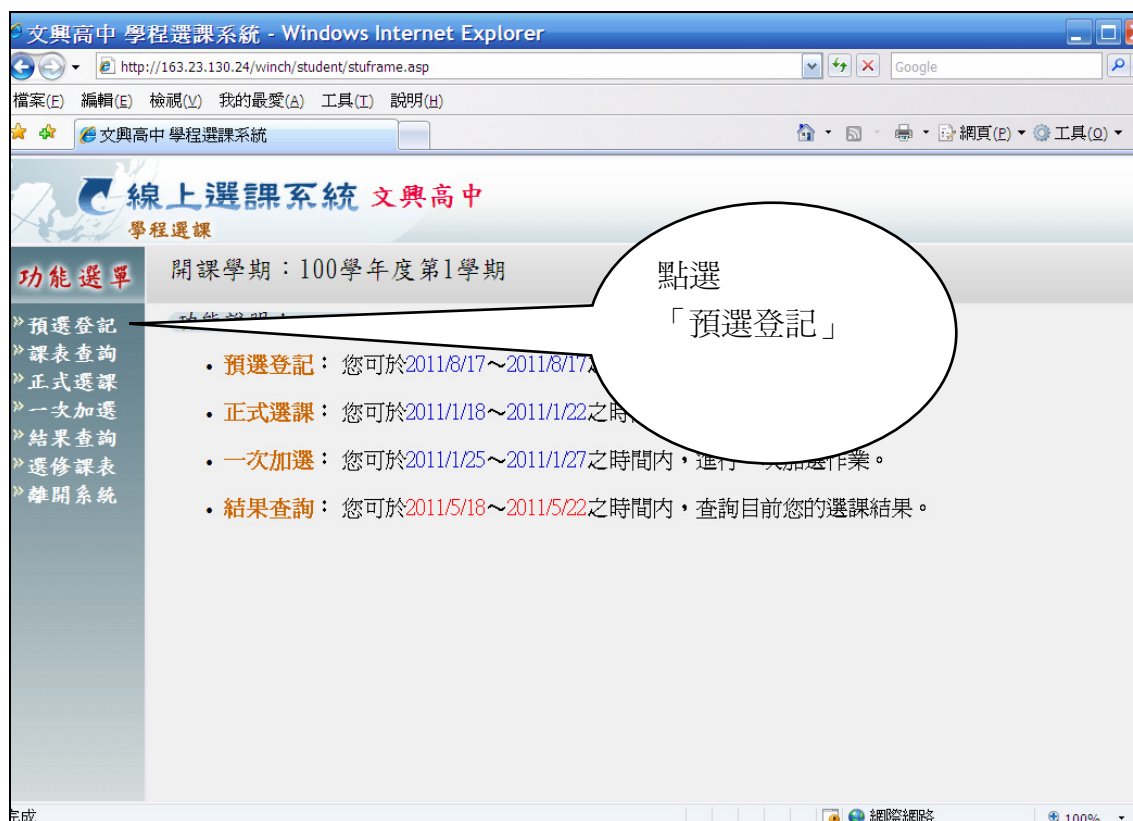 文興高中 學程選課系統 - Windows Internet Explorer
http://163.23.130.24/winch/student/stuframe.asp
Google
檔案(F) 編輯(E) 檢視(V) 我的最愛(A) 工具(T) 說明(H)
文興高中 學程選課系統
網頁(P) 工具(O)
線上選課系統 文興高中
學程選課
功能選單
開課學期：100學年度第1學期
點選
「預選登記」
»預選登記
»課表查詢
»正式選課
»一次加選
»結果查詢
»選修課表
»離開系統
功能說明：
• 預選登記： 您可於2011/8/17～2011/8/17之
• 正式選課： 您可於2011/1/18～2011/1/22之時
• 一次加選： 您可於2011/1/25～2011/1/27之時間內，進行一次加選作業。
• 結果查詢： 您可於2011/5/18～2011/5/22之時間內，查詢目前您的選課結果。
完成
網際網路
100%